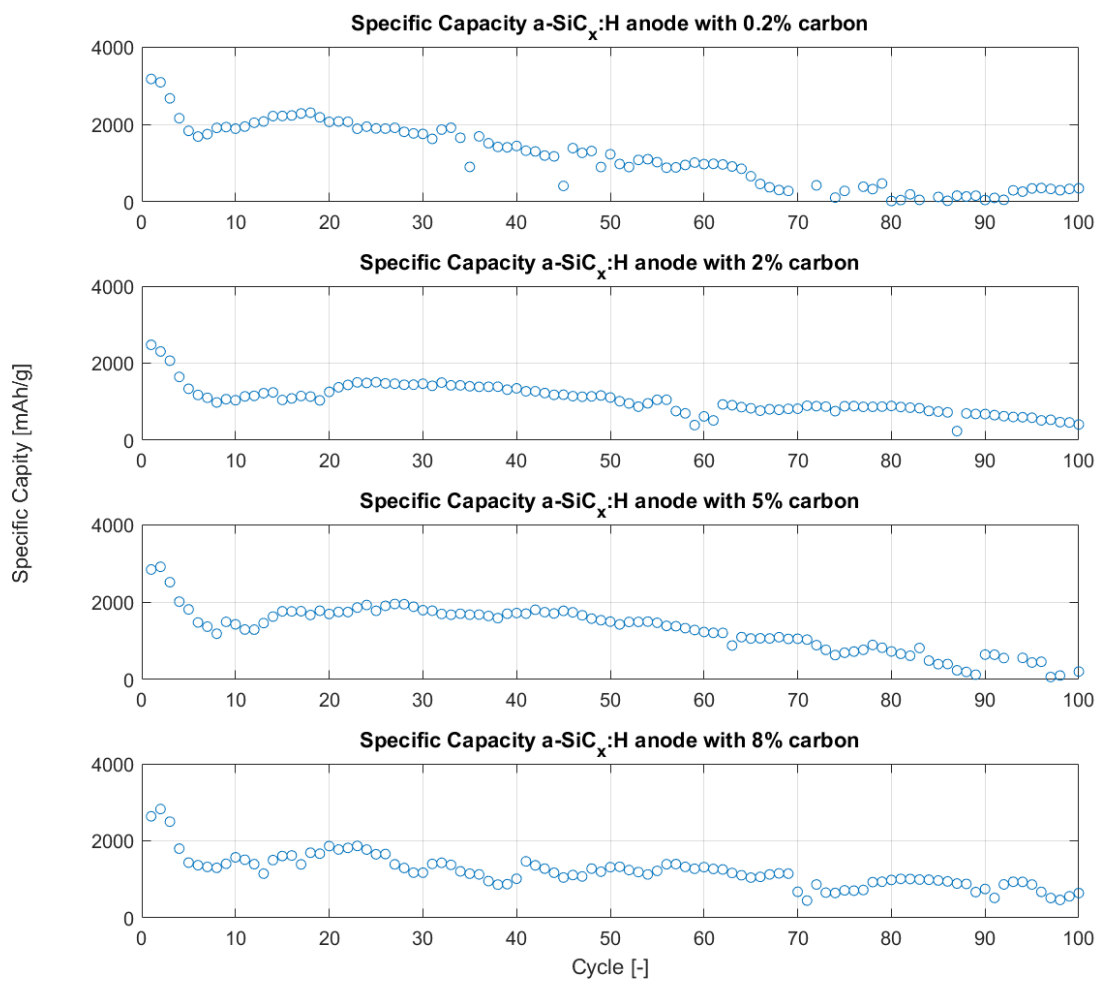 Specific Capacity a-SiCx:H anode with 0.2% carbon
4000
2000
0
0 10 20 30 40 50 60 70 80 90 100
Specific Capacity a-SiCx:H anode with 2% carbon
4000
2000
0
0 10 20 30 40 50 60 70 80 90 100
Specific Capity [mAh/g]
Specific Capacity a-SiCx:H anode with 5% carbon
4000
2000
0
0 10 20 30 40 50 60 70 80 90 100
Specific Capacity a-SiCx:H anode with 8% carbon
4000
2000
0
0 10 20 30 40 50 60 70 80 90 100
Cycle [-]